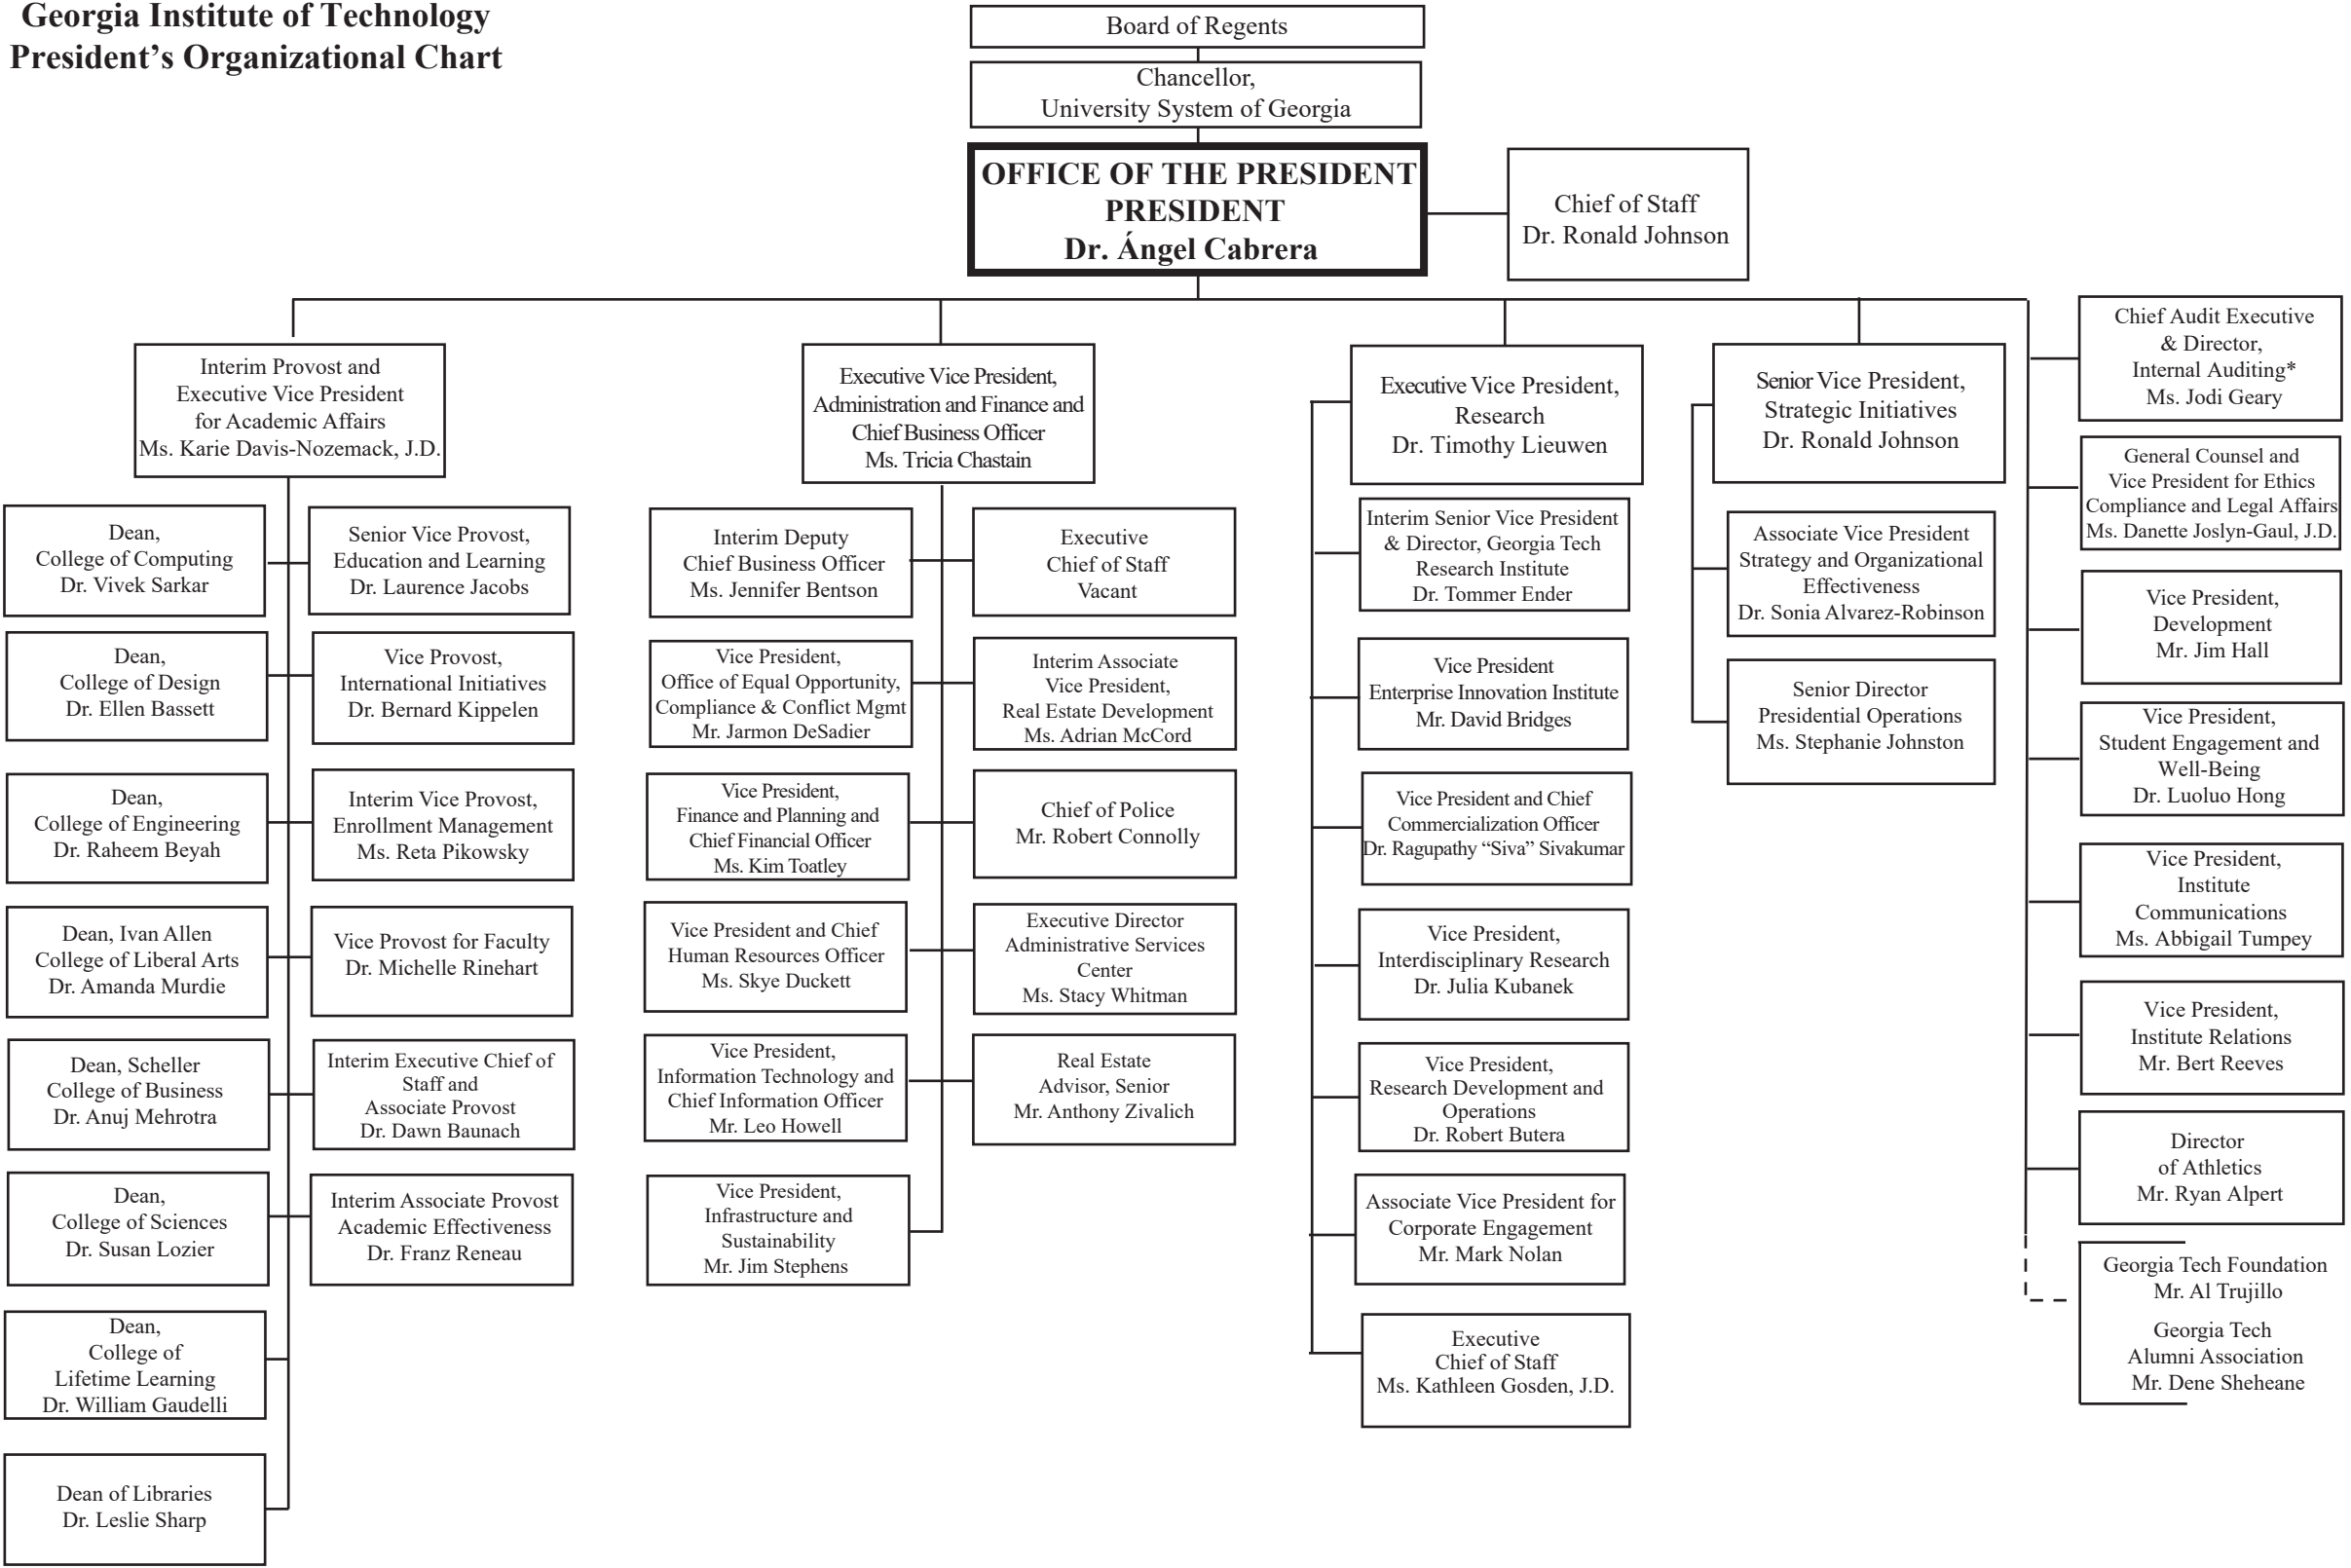 Georgia Institute of Technology
President’s Organizational Chart
Board of Regents
Chancellor,
University System of Georgia
OFFICE OF THE PRESIDENT
PRESIDENT
Dr. Ángel Cabrera
Chief of Staff
Dr. Ronald Johnson
Interim Provost and
Executive Vice President
for Academic Affairs
Ms. Karie Davis-Nozemack, J.D.
Dean,
College of Computing
Dr. Vivek Sarkar
Senior Vice Provost,
Education and Learning
Dr. Laurence Jacobs
Dean,
College of Design
Dr. Ellen Bassett
Vice Provost,
International Initiatives
Dr. Bernard Kippelen
Dean,
College of Engineering
Dr. Raheem Beyah
Interim Vice Provost,
Enrollment Management
Ms. Reta Pikowsky
Dean, Ivan Allen
College of Liberal Arts
Dr. Amanda Murdie
Vice Provost for Faculty
Dr. Michelle Rinehart
Dean, Scheller
College of Business
Dr. Anuj Mehrotra
Interim Executive Chief of
Staff and
Associate Provost
Dr. Dawn Baunach
Dean,
College of Sciences
Dr. Susan Lozier
Interim Associate Provost
Academic Effectiveness
Dr. Franz Reneau
Dean,
College of
Lifetime Learning
Dr. William Gaudelli
Dean of Libraries
Dr. Leslie Sharp
Executive Vice President,
Administration and Finance and
Chief Business Officer
Ms. Tricia Chastain
Interim Deputy
Chief Business Officer
Ms. Jennifer Bentson
Executive
Chief of Staff
Vacant
Vice President,
Office of Equal Opportunity,
Compliance & Conflict Mgmt
Mr. Jarmon DeSadier
Interim Associate
Vice President,
Real Estate Development
Ms. Adrian McCord
Vice President,
Finance and Planning and
Chief Financial Officer
Ms. Kim Toatley
Chief of Police
Mr. Robert Connolly
Vice President and Chief
Human Resources Officer
Ms. Skye Duckett
Executive Director
Administrative Services
Center
Ms. Stacy Whitman
Vice President,
Information Technology and
Chief Information Officer
Mr. Leo Howell
Real Estate
Advisor, Senior
Mr. Anthony Zivalich
Vice President,
Infrastructure and
Sustainability
Mr. Jim Stephens
Executive Vice President,
Research
Dr. Timothy Lieuwen
Interim Senior Vice President
& Director, Georgia Tech
Research Institute
Dr. Tommer Ender
Vice President
Enterprise Innovation Institute
Mr. David Bridges
Vice President and Chief
Commercialization Officer
Dr. Ragupathy “Siva” Sivakumar
Vice President,
Interdisciplinary Research
Dr. Julia Kubanek
Vice President,
Research Development and
Operations
Dr. Robert Butera
Associate Vice President for
Corporate Engagement
Mr. Mark Nolan
Executive
Chief of Staff
Ms. Kathleen Gosden, J.D.
Senior Vice President,
Strategic Initiatives
Dr. Ronald Johnson
Associate Vice President
Strategy and Organizational
Effectiveness
Dr. Sonia Alvarez-Robinson
Senior Director
Presidential Operations
Ms. Stephanie Johnston
Chief Audit Executive
& Director,
Internal Auditing*
Ms. Jodi Geary
General Counsel and
Vice President for Ethics
Compliance and Legal Affairs
Ms. Danette Joslyn-Gaul, J.D.
Vice President,
Development
Mr. Jim Hall
Vice President,
Student Engagement and
Well-Being
Dr. Luoluo Hong
Vice President,
Institute
Communications
Ms. Abbigail Tumpey
Vice President,
Institute Relations
Mr. Bert Reeves
Director
of Athletics
Mr. Ryan Alpert
Georgia Tech Foundation
Mr. Al Trujillo
Georgia Tech
Alumni Association
Mr. Dene Sheheane